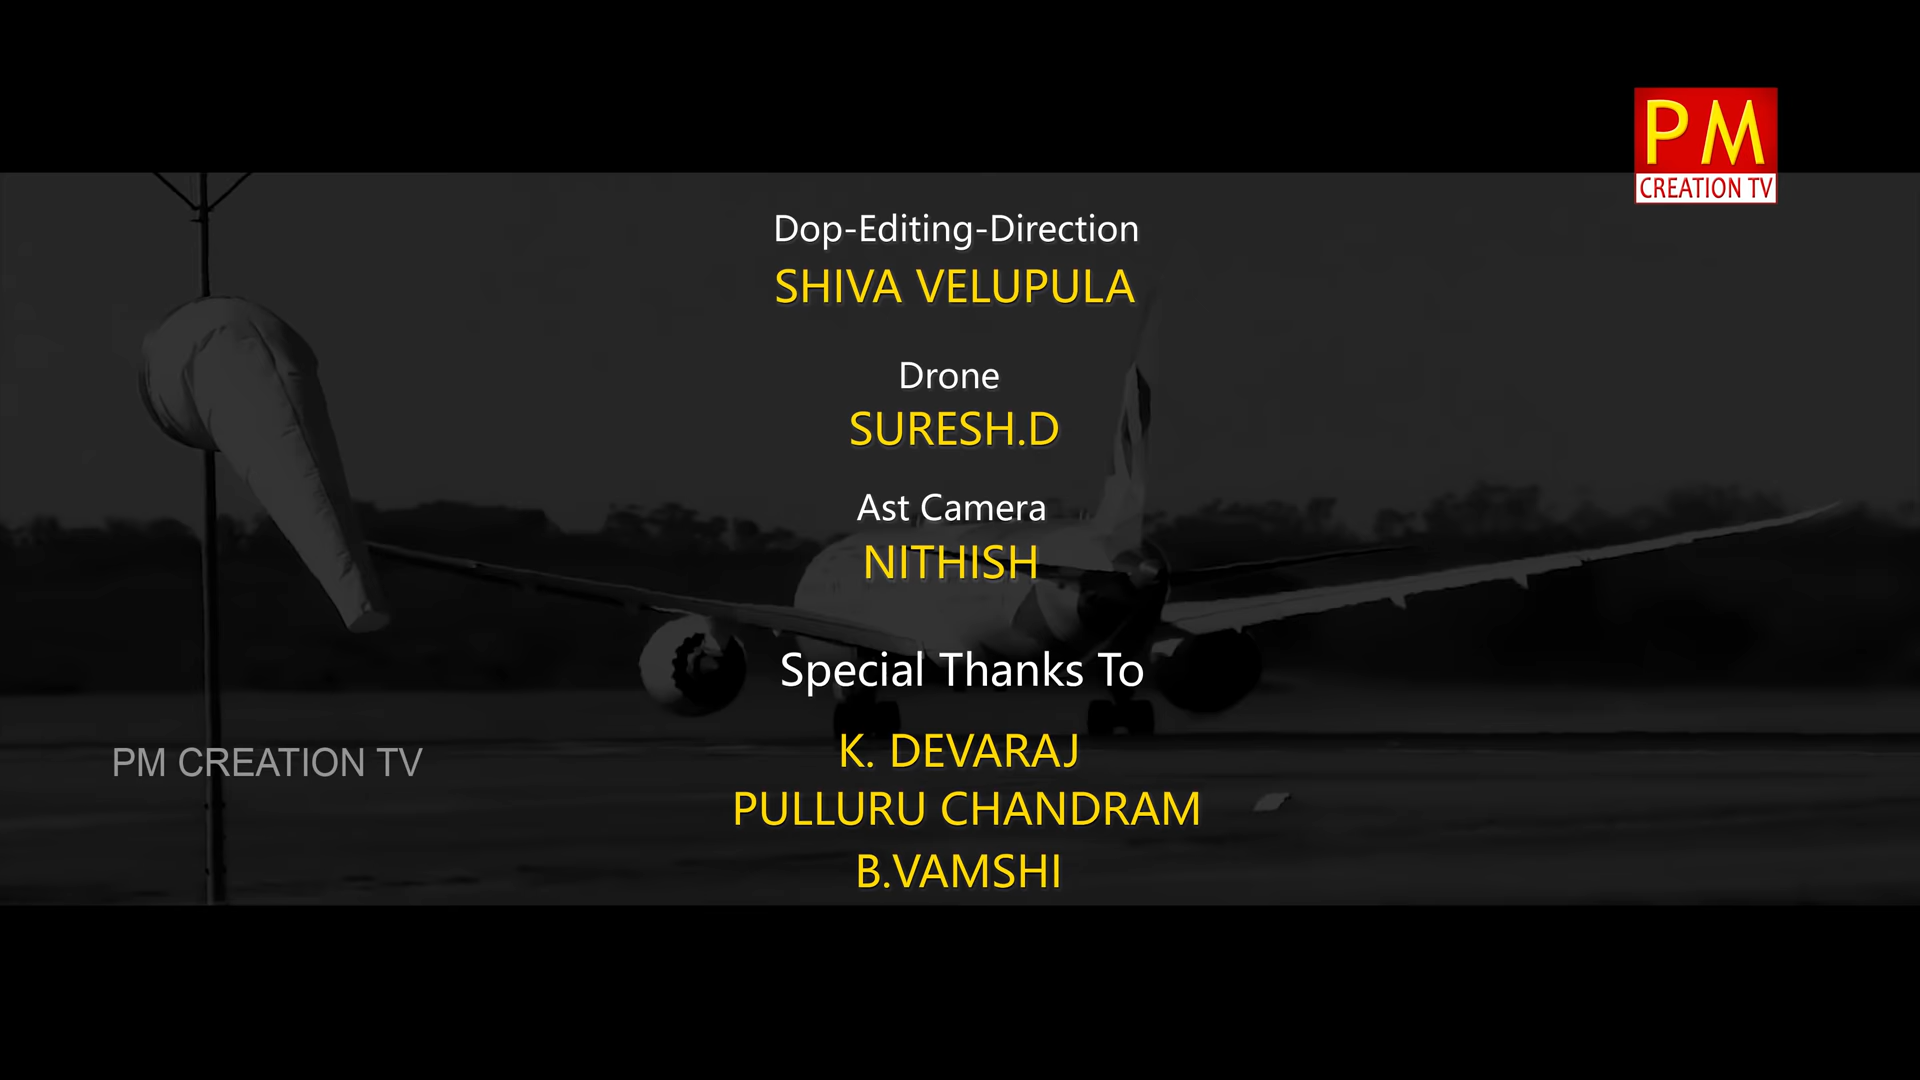 PM
CREATION TV
Dop-Editing-Direction
SHIVA VELUPULA
Drone
SURESH.D
Ast Camera
NITHISH
Special Thanks To
K. DEVARAJ
PULLURU CHANDRAM
B.VAMSHI
PM CREATION TV